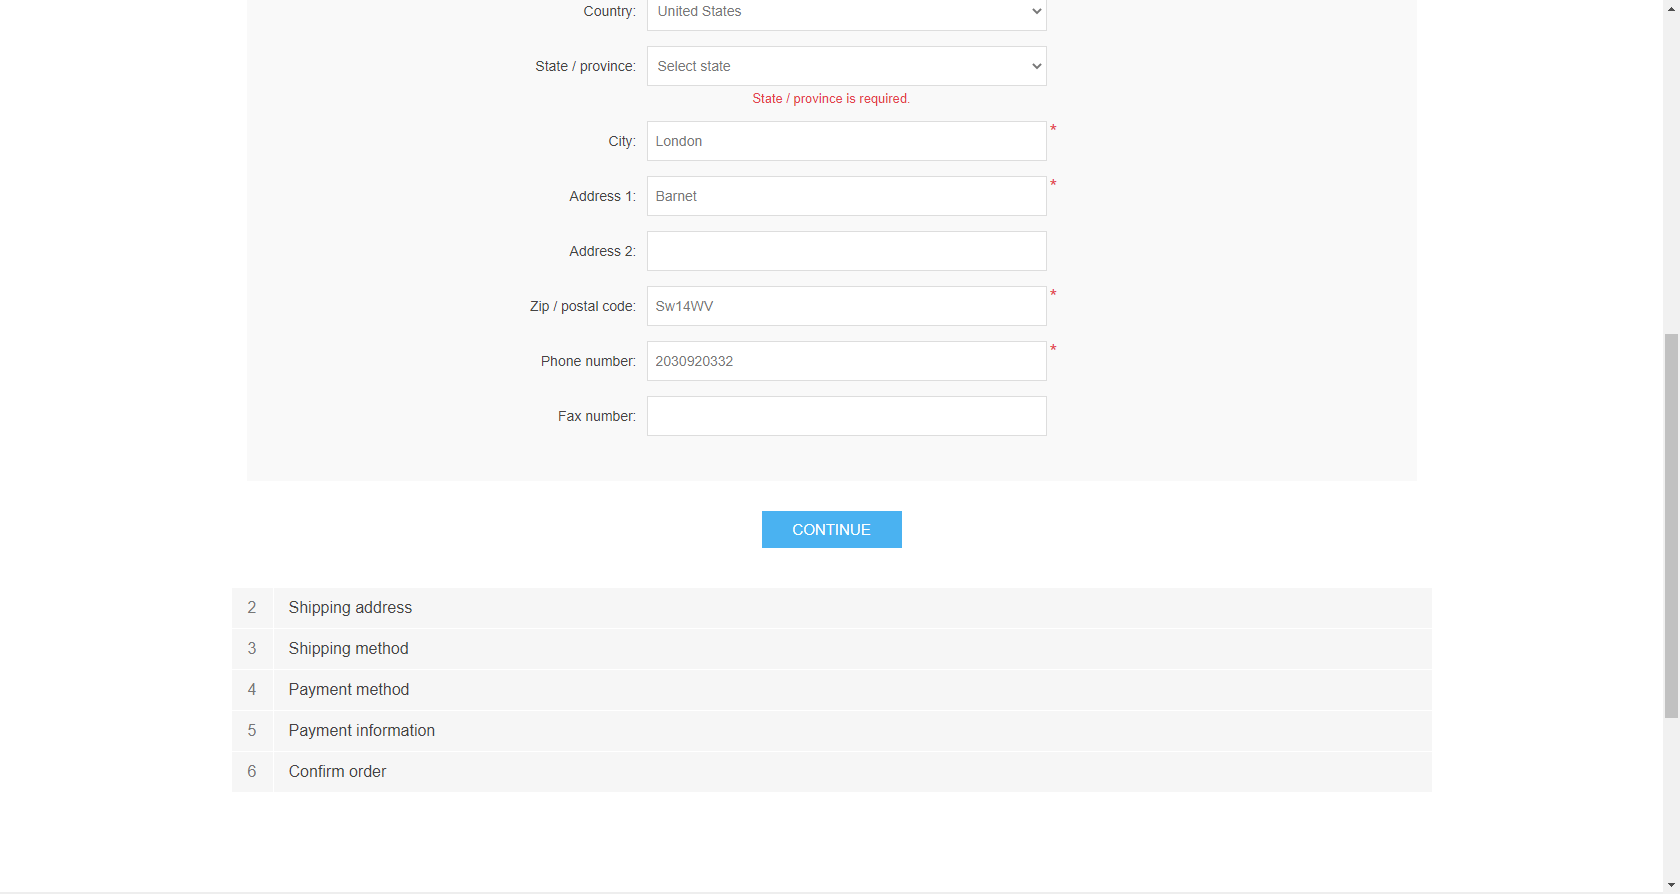 Country: United States
State / province: Select state
State / province is required.
City: London *
Address 1: Barnet *
Address 2:
Zip / postal code: Sw14WV *
Phone number: 2030920332 *
Fax number:
CONTINUE
2 Shipping address
3 Shipping method
4 Payment method
5 Payment information
6 Confirm order